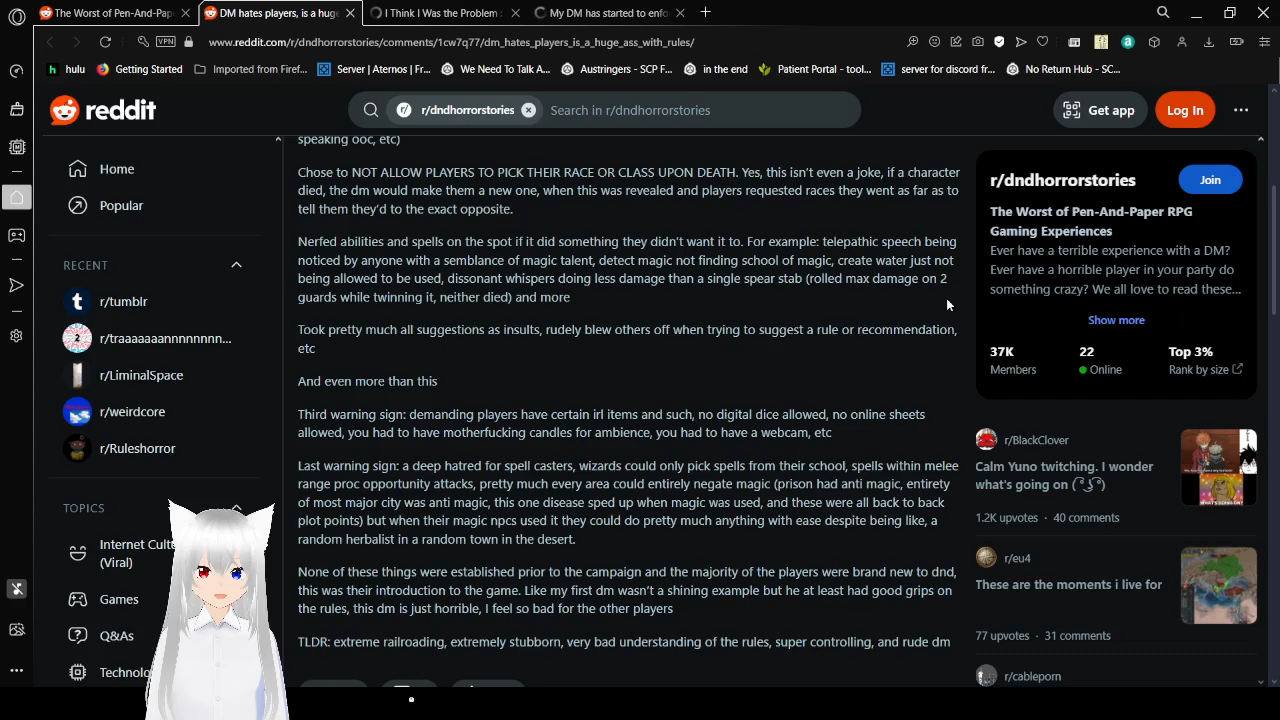 The Worst of Pen-And-Pap
DM hates players, is a hug
I Think I Was the Problem
My DM has started to enfo
VPN
www.reddit.com/r/dndhorrorstories/comments/1cw7q77/dm_hates_players_is_a_huge_ass_with_rules/
hulu
Getting Started
Imported from Firef...
Server | Aternos | Fr...
We Need To Talk A...
Austringers - SCP F...
in the end
Patient Portal - tool...
server for discord fr...
No Return Hub - SC...
reddit
r/dndhorrorstories
Search in r/dndhorrorstories
Get app
Log In
Home
Popular
RECENT
r/tumblr
r/traaaaaaannnnnnnn...
r/LiminalSpace
r/weirdcore
r/Ruleshorror
TOPICS
Internet Cult
(Viral)
Games
Q&As
Technolo
speaking ooc, etc)
Chose to NOT ALLOW PLAYERS TO PICK THEIR RACE OR CLASS UPON DEATH. Yes, this isn't even a joke, if a character
died, the dm would make them a new one, when this was revealed and players requested races they went as far as to
tell them they'd to the exact opposite.
Nerfed abilities and spells on the spot if it did something they didn't want it to. For example: telepathic speech being
noticed by anyone with a semblance of magic talent, detect magic not finding school of magic, create water just not
being allowed to be used, dissonant whispers doing less damage than a single spear stab (rolled max damage on 2
guards while twinning it, neither died) and more
Took pretty much all suggestions as insults, rudely blew others off when trying to suggest a rule or recommendation,
etc
And even more than this
Third warning sign: demanding players have certain irl items and such, no digital dice allowed, no online sheets
allowed, you had to have motherfucking candles for ambience, you had to have a webcam, etc
Last warning sign: a deep hatred for spell casters, wizards could only pick spells from their school, spells within melee
range proc opportunity attacks, pretty much every area could entirely negate magic (prison had anti magic, entirety
of most major city was anti magic, this one disease sped up when magic was used, and these were all back to back
plot points) but when their magic npcs used it they could do pretty much anything with ease despite being like, a
random herbalist in a random town in the desert.
None of these things were established prior to the campaign and the majority of the players were brand new to dnd,
this was their introduction to the game. Like my first dm wasn't a shining example but he at least had good grips on
the rules, this dm is just horrible, I feel so bad for the other players
TLDR: extreme railroading, extremely stubborn, very bad understanding of the rules, super controlling, and rude dm
r/dndhorrorstories
Join
The Worst of Pen-And-Paper RPG
Gaming Experiences
Ever have a terrible experience with a DM?
Ever have a horrible player in your party do
something crazy? We all love to read these...
Show more
37K
Members
22
Online
Top 3%
Rank by size
r/BlackClover
Calm Yuno twitching. I wonder
what's going on ( ͡° ͜ʖ ͡°)
1.2K upvotes · 40 comments
r/eu4
These are the moments i live for
77 upvotes · 31 comments
r/cableporn